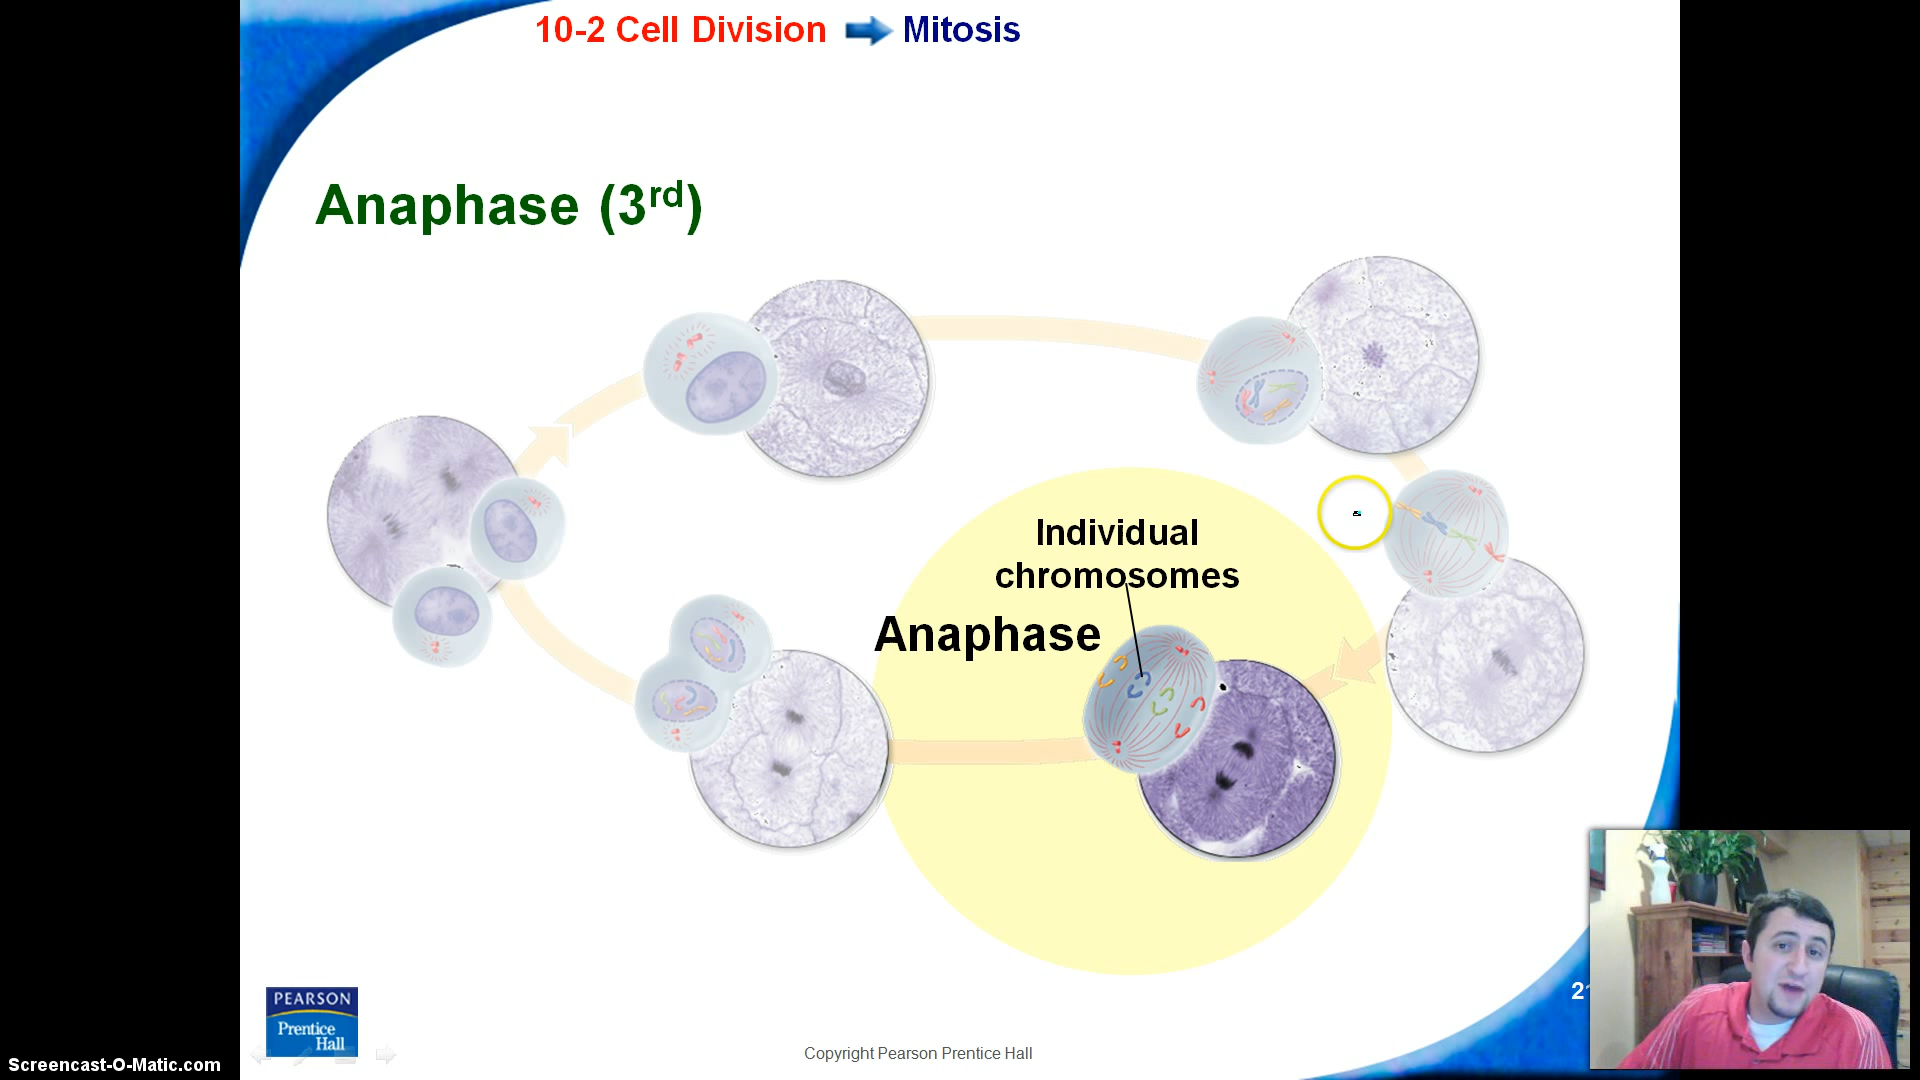 10-2 Cell Division Mitosis
Anaphase (3rd)
Individual
chromosomes
Anaphase
PEARSON
Prentice
Hall
Copyright Pearson Prentice Hall
Screencast-O-Matic.com